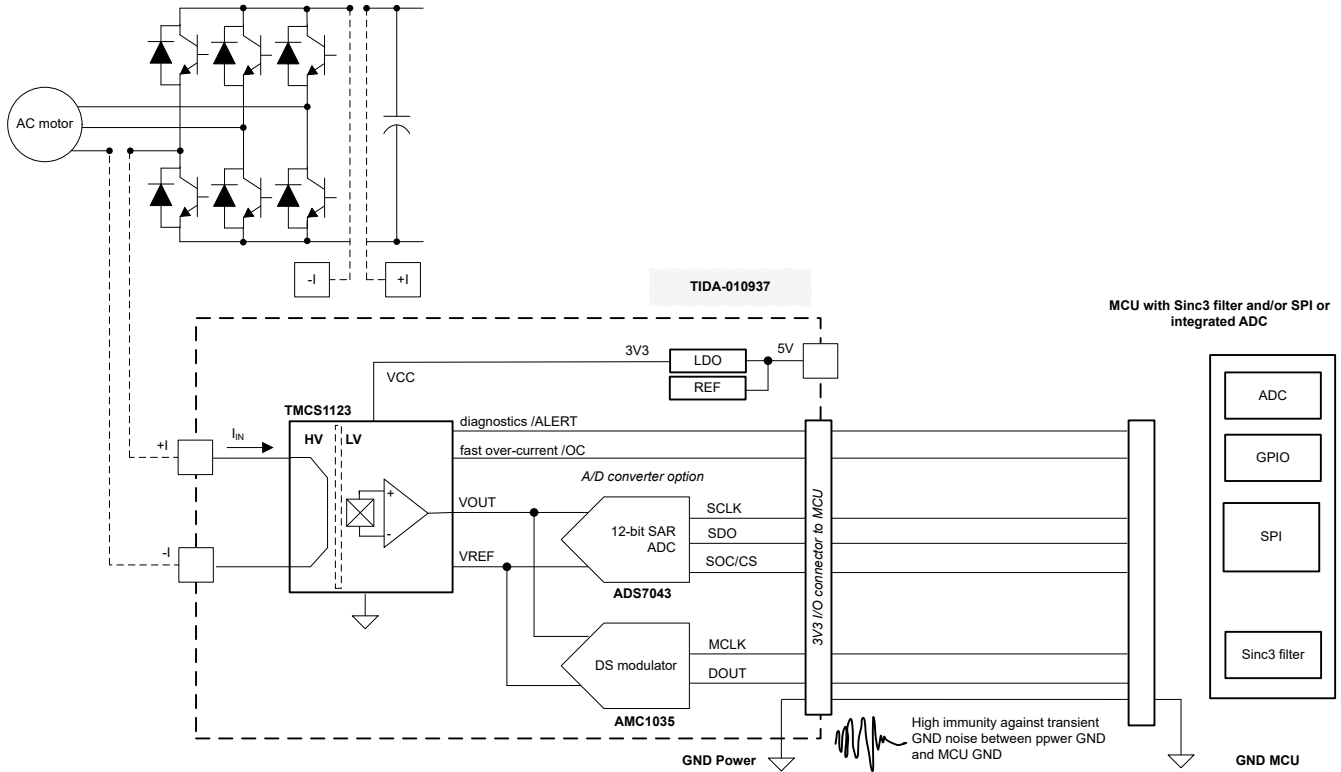 AC motor
-I
+I
TIDA-010937
MCU with Sinc3 filter and/or SPI or
integrated ADC
3V3
LDO
5V
REF
VCC
ADC
TMCS1123
diagnostics /ALERT
+I
IIN
HV
LV
fast over-current /OC
GPIO
A/D converter option
VOUT
+
-
SCLK
12-bit SAR
ADC
SDO
SPI
-I
VREF
SOC/CS
ADS7043
3V3 I/O connector to MCU
MCLK
DS modulator
Sinc3 filter
DOUT
AMC1035
High immunity against transient
GND noise between ppwer GND
and MCU GND
GND Power
GND MCU